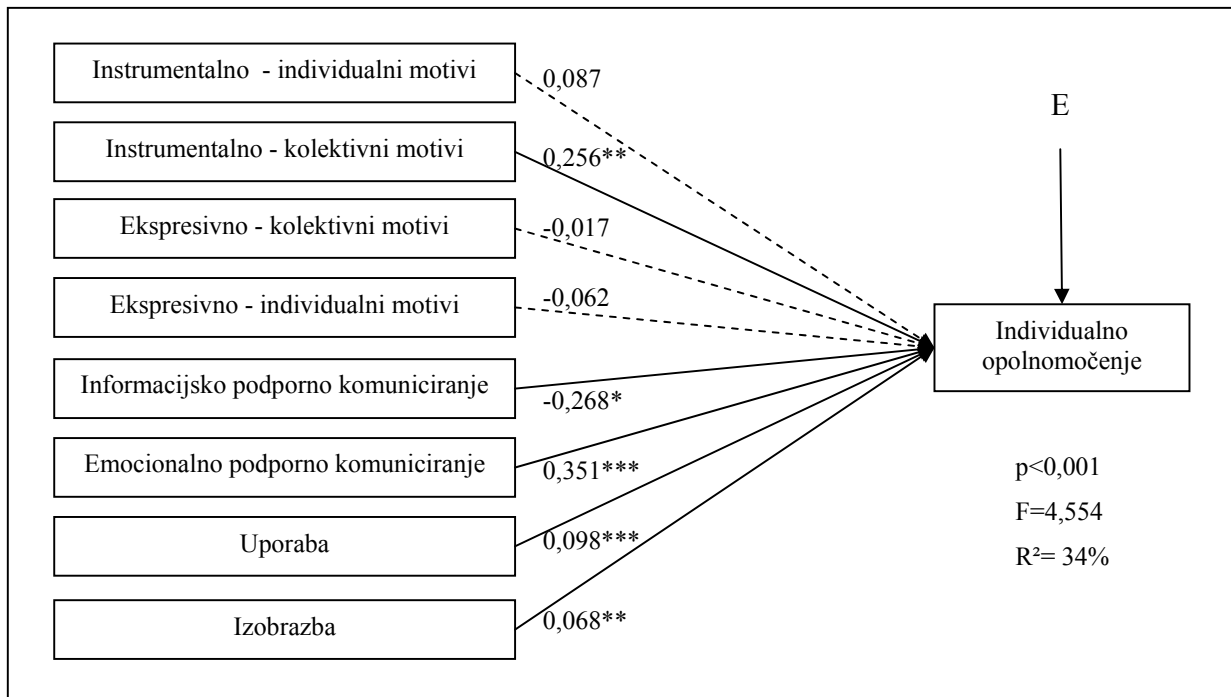 Instrumentalno - individualni motivi
0,087
E
Instrumentalno - kolektivni motivi
0,256**
Ekspresivno - kolektivni motivi
-0,017
Ekspresivno - individualni motivi
-0,062
Individualno
opolnomočenje
Informacijsko podporno komuniciranje
-0,268*
Emocionalno podporno komuniciranje
0,351***
Uporaba
0,098***
Izobrazba
0,068**
p<0,001
F=4,554
R²= 34%